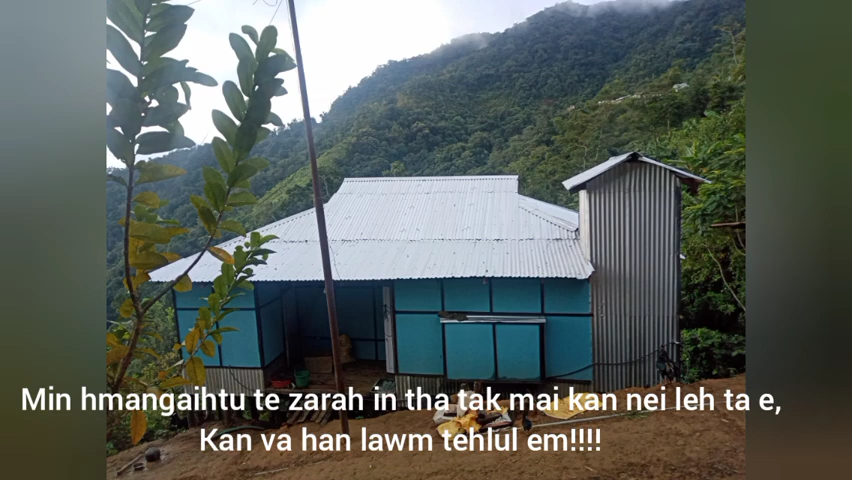 Min hmangaihtu te zarah in tha tak mai kan nei leh ta e,
Kan va han lawm tehlul em!!!!